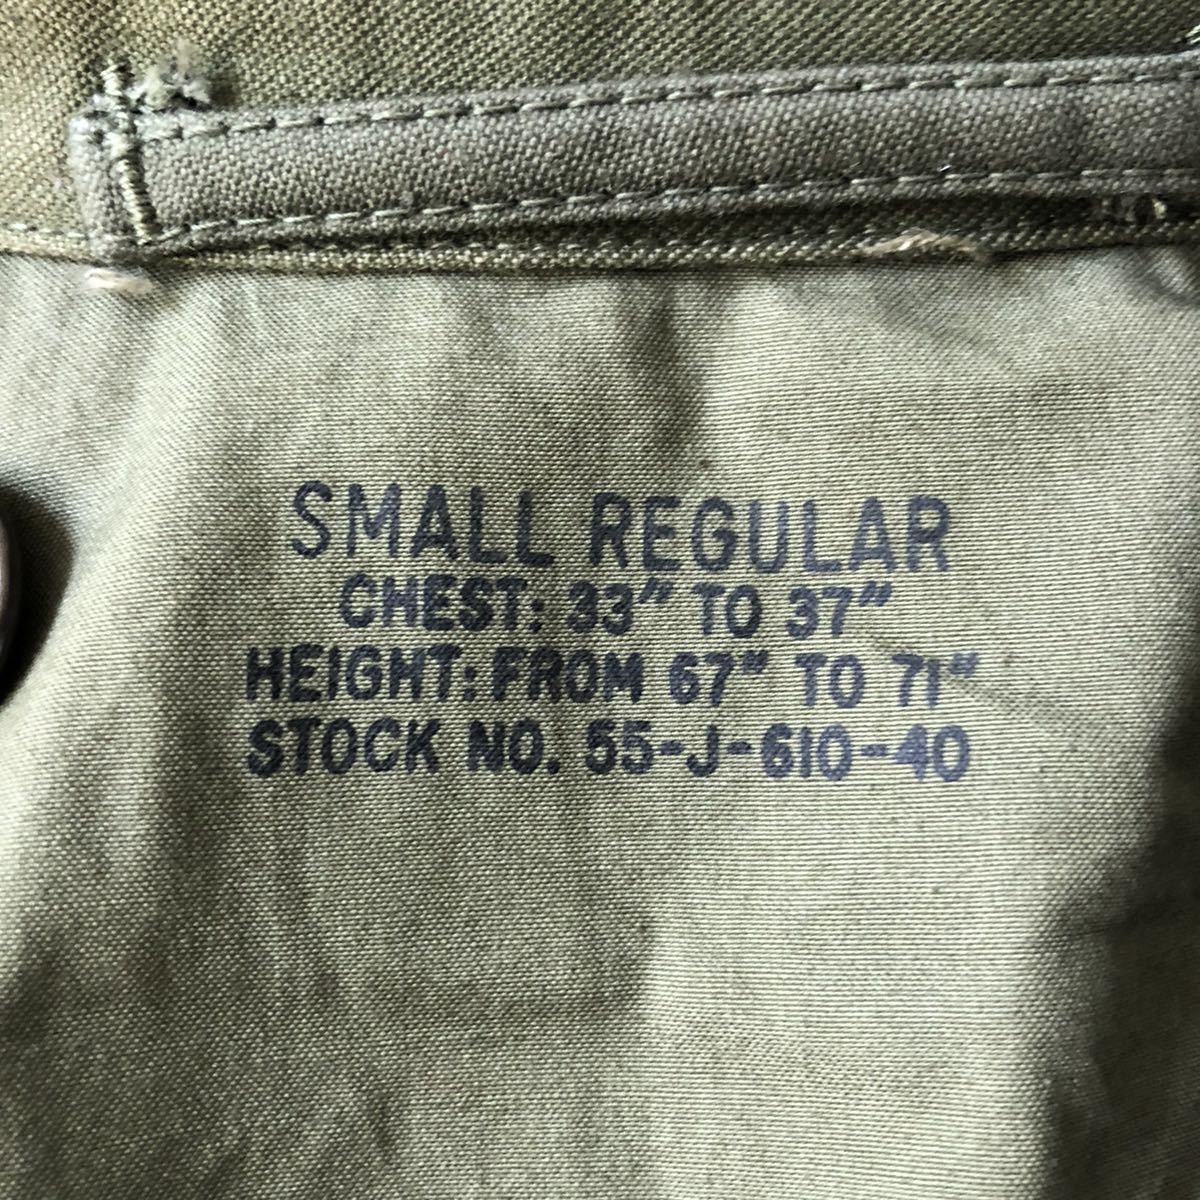 SMALL REGULAR
CHEST: 33" TO 37"
HEIGHT: FROM 67" TO 71"
STOCK NO. 55-J-610-40